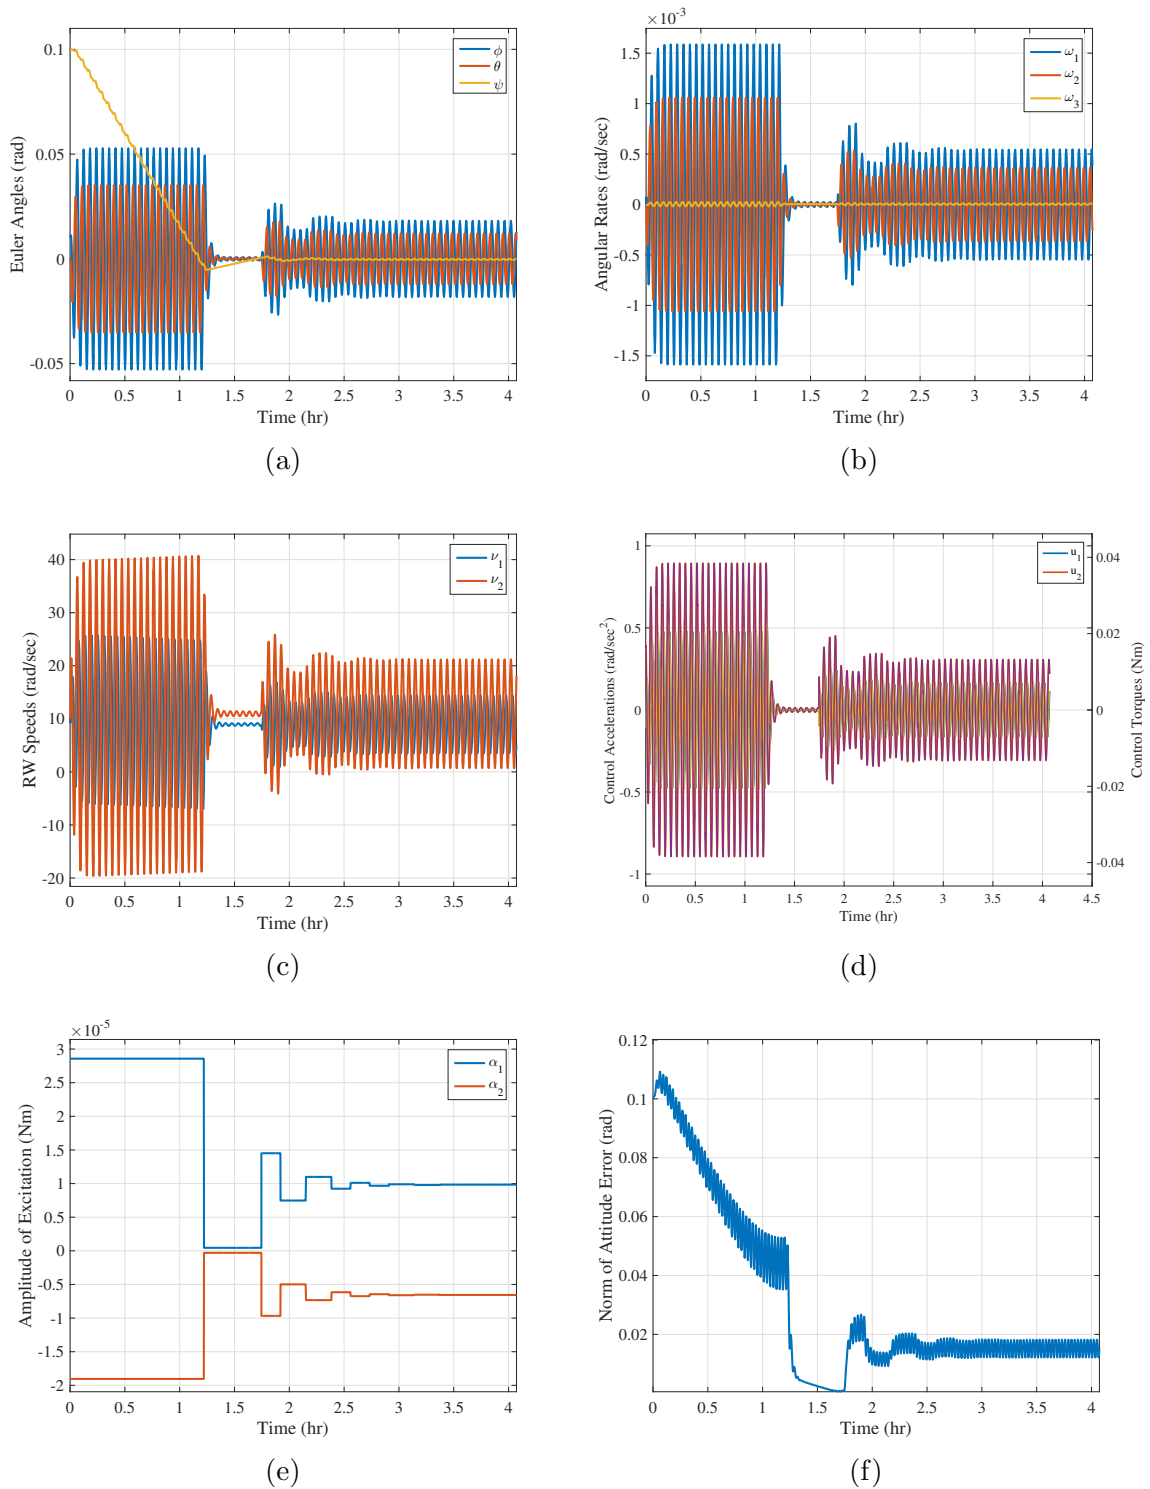 0.1
0.05
0
-0.05
Euler Angles (rad)
ϕ
θ
ψ
0 0.5 1 1.5 2 2.5 3 3.5 4
Time (hr)
(a)
×10⁻³
1.5
1
0.5
0
-0.5
-1
-1.5
Angular Rates (rad/sec)
ω₁
ω₂
ω₃
0 0.5 1 1.5 2 2.5 3 3.5 4
Time (hr)
(b)
40
30
20
10
0
-10
-20
RW Speeds (rad/sec)
ν₁
ν₂
0 0.5 1 1.5 2 2.5 3 3.5 4
Time (hr)
(c)
1
0.5
0
-0.5
-1
Control Accelerations (rad/sec²)
u₁
u₂
0.04
0.02
0
-0.02
-0.04
Control Torques (Nm)
0 0.5 1 1.5 2 2.5 3 3.5 4 4.5
Time (hr)
(d)
×10⁻⁵
3
2.5
2
1.5
1
0.5
0
-0.5
-1
-1.5
-2
Amplitude of Excitation (Nm)
α₁
α₂
0 0.5 1 1.5 2 2.5 3 3.5 4
Time (hr)
(e)
0.12
0.1
0.08
0.06
0.04
0.02
Norm of Attitude Error (rad)
0 0.5 1 1.5 2 2.5 3 3.5 4
Time (hr)
(f)